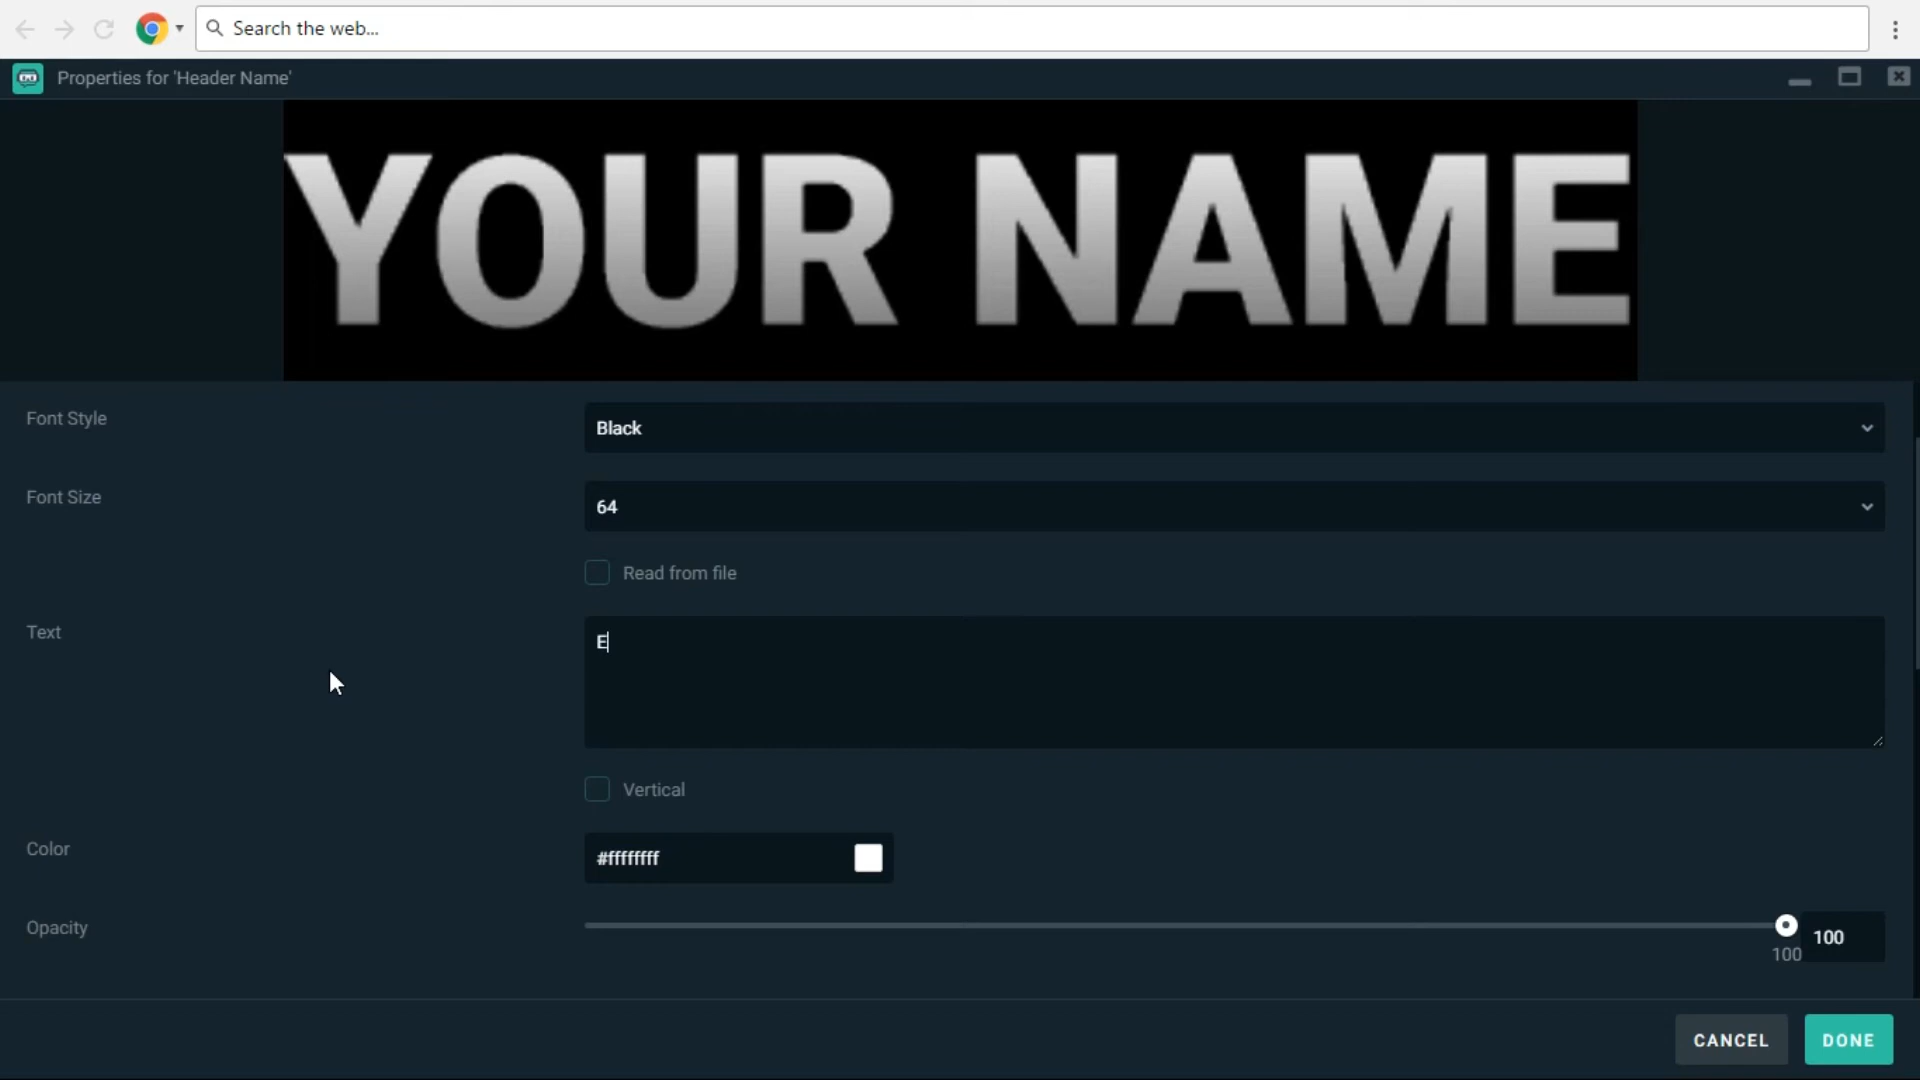 Search the web...
Properties for 'Header Name'
YOUR NAME
Font Style
Black
Font Size
64
Read from file
Text
E
Vertical
Color
#ffffffff
Opacity
100
100
CANCEL
DONE